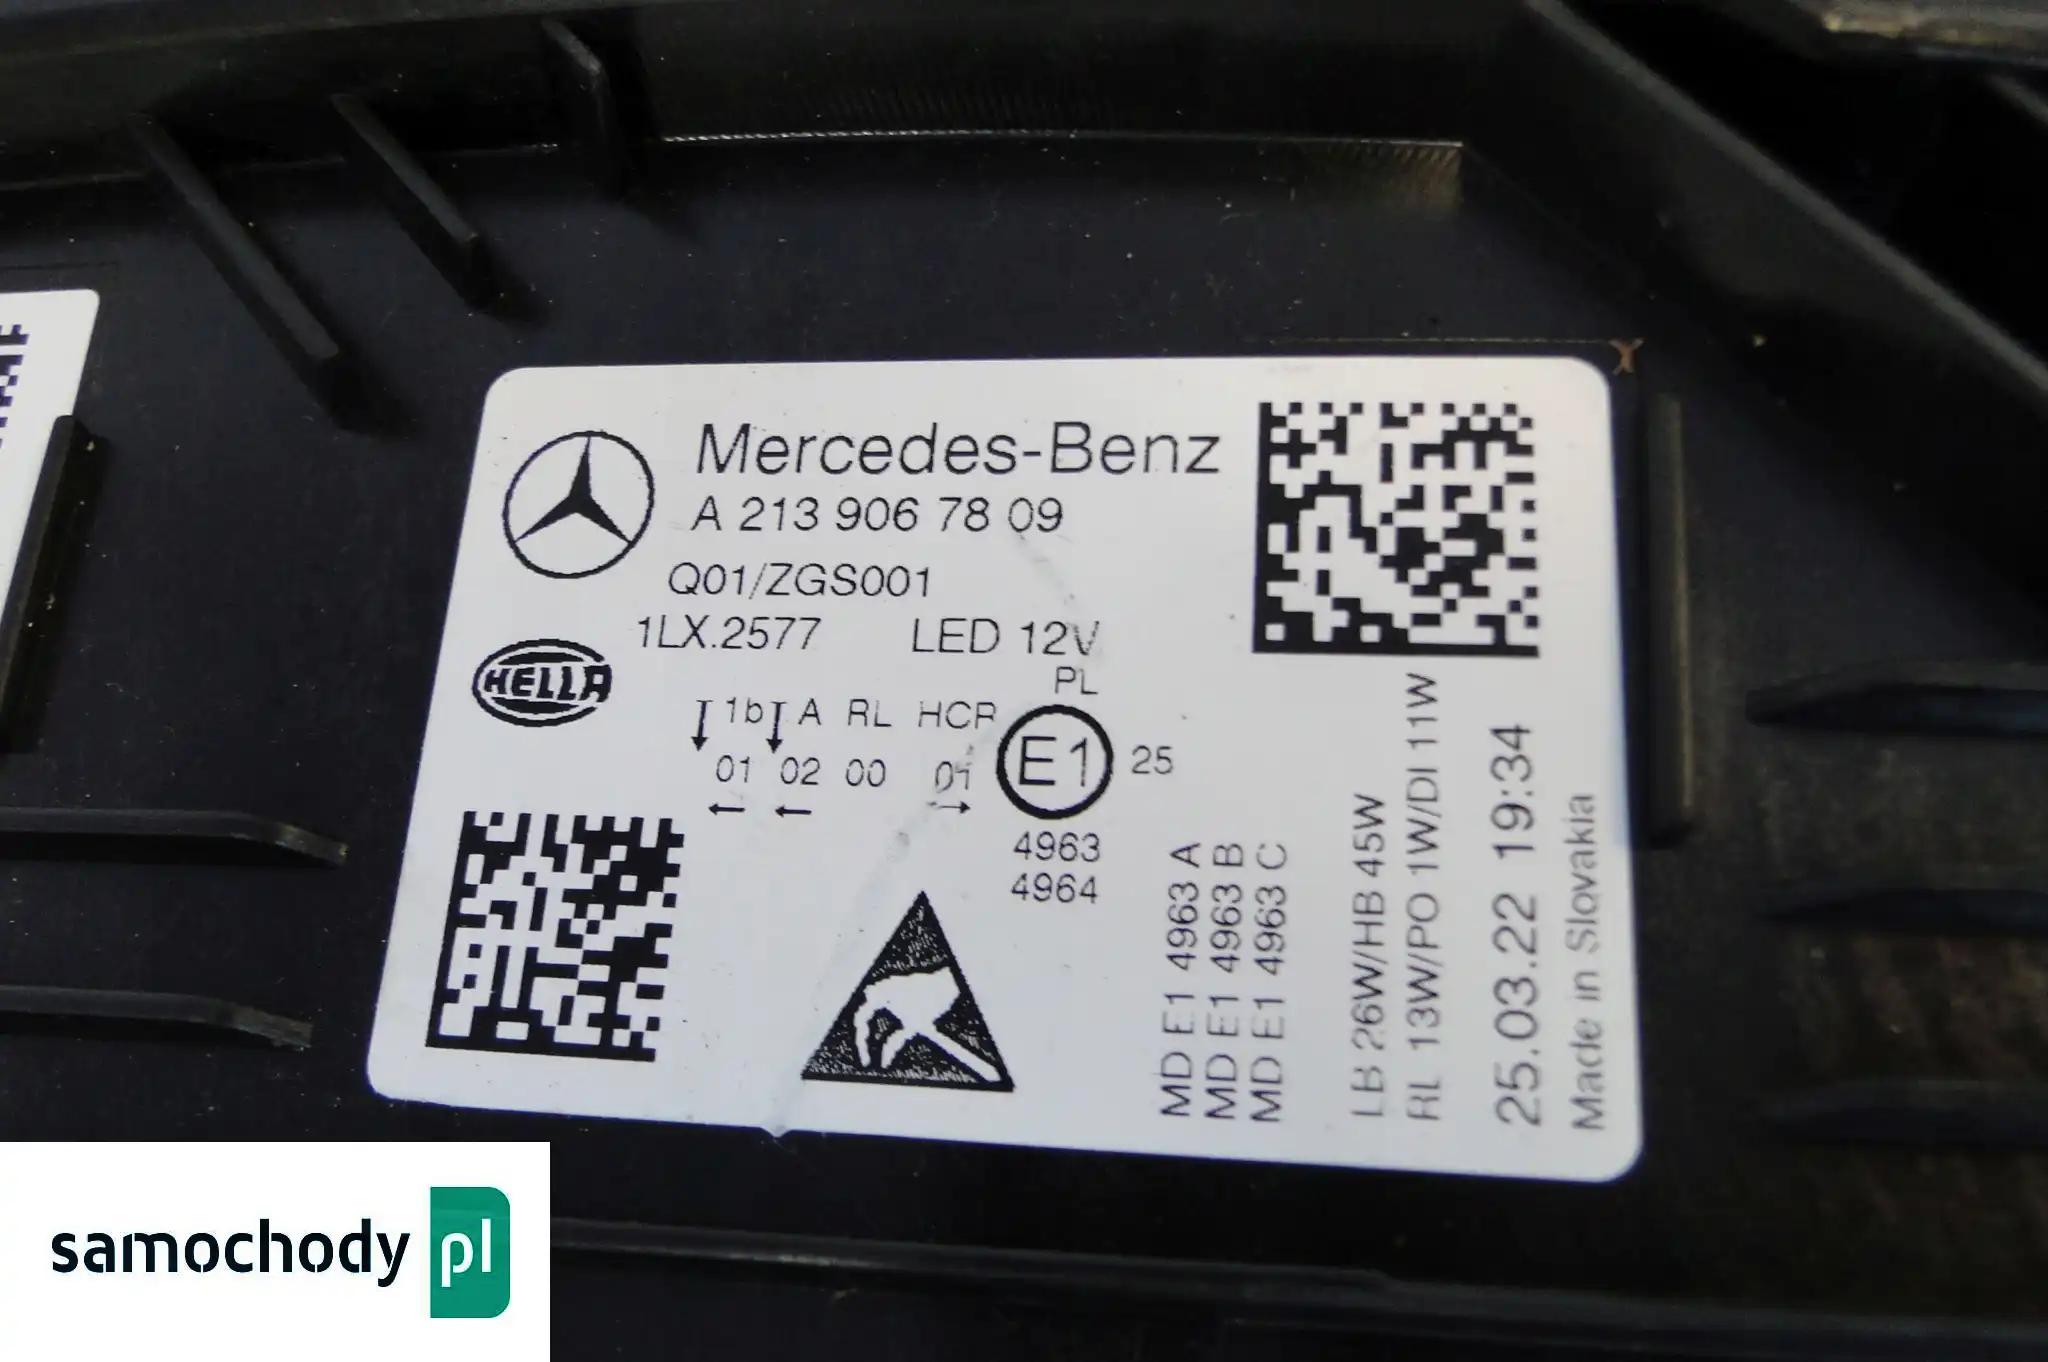 Mercedes-Benz
A 213 906 78 09
Q01/ZGS001
1LX.2577 LED 12V
HELLA
PL
1b A RL HCR
E1 25
01 02 00 01
4963
4964
MD E1 4963 A
MD E1 4963 B
MD E1 4963 C
LB 26W/HB 45W
RL 13W/PO 1W/DI 11W
25.03.22 19:34
Made in Slovakia
samochody pl